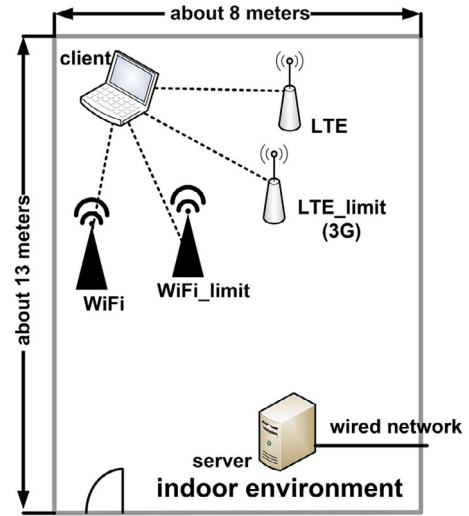 about 8 meters
client
LTE
LTE_limit
(3G)
about 13 meters
WiFi
WiFi_limit
wired network
server
indoor environment